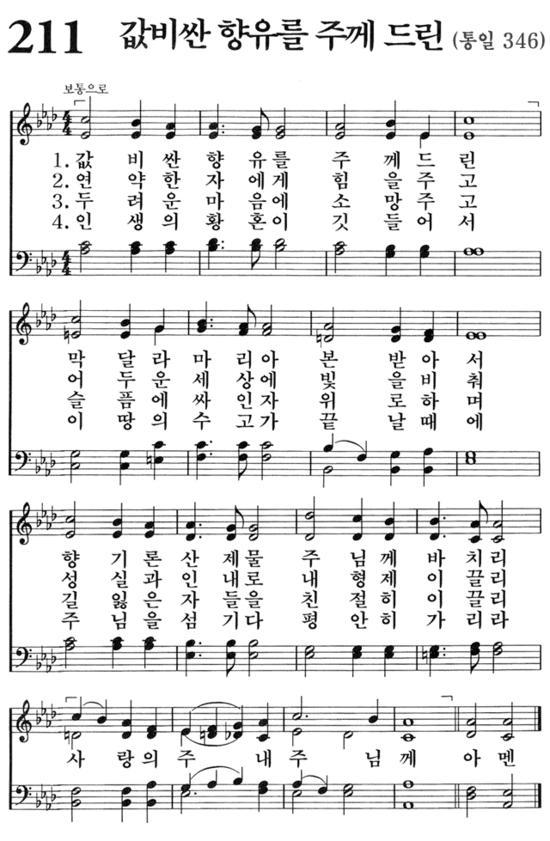 211 값비싼 향유를 주께 드린 (통일 346)
보통으로
1. 값 비 싼 향 유를 주 께 드 린
2. 연 약 한 자 에게 힘 을 주 고
3. 두 려 운 마 음에 소 망 주 고
4. 인 생 의 황 혼이 깃 들 어 서
막 달 라 마 리 아 본 받 아 서
어 두 운 세 상 에 빛 을 비 춰
슬 픔 에 싸 인 자 위 로 하 며
이 땅 의 수 고 가 끝 날 때 에
향 기 론 산 제 물 주 님 께 바 치 리
성 실 과 인 내 로 내 형 제 이 끌 리
길 잃 은 자 들 을 친 절 히 이 끌 리
주 님 을 섬 기 다 평 안 히 가 리 라
사 랑의 주 내 주 님 께 아 멘